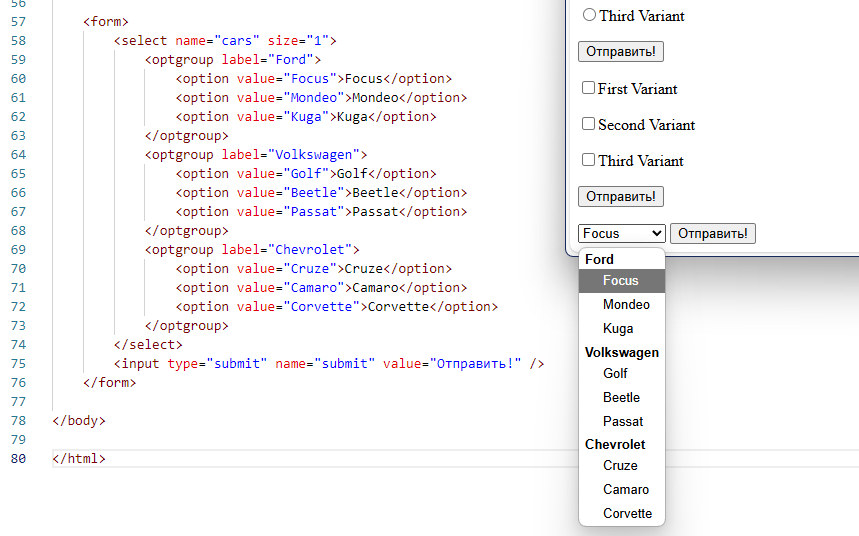 56
57 <form>
58 <select name="cars" size="1">
59 <optgroup label="Ford">
60 <option value="Focus">Focus</option>
61 <option value="Mondeo">Mondeo</option>
62 <option value="Kuga">Kuga</option>
63 </optgroup>
64 <optgroup label="Volkswagen">
65 <option value="Golf">Golf</option>
66 <option value="Beetle">Beetle</option>
67 <option value="Passat">Passat</option>
68 </optgroup>
69 <optgroup label="Chevrolet">
70 <option value="Cruze">Cruze</option>
71 <option value="Camaro">Camaro</option>
72 <option value="Corvette">Corvette</option>
73 </optgroup>
74 </select>
75 <input type="submit" name="submit" value="Отправить!" />
76 </form>
77
78 </body>
79
80 </html>
Third Variant
Отправить!
First Variant
Second Variant
Third Variant
Отправить!
Focus Отправить!
Ford
Focus
Mondeo
Kuga
Volkswagen
Golf
Beetle
Passat
Chevrolet
Cruze
Camaro
Corvette